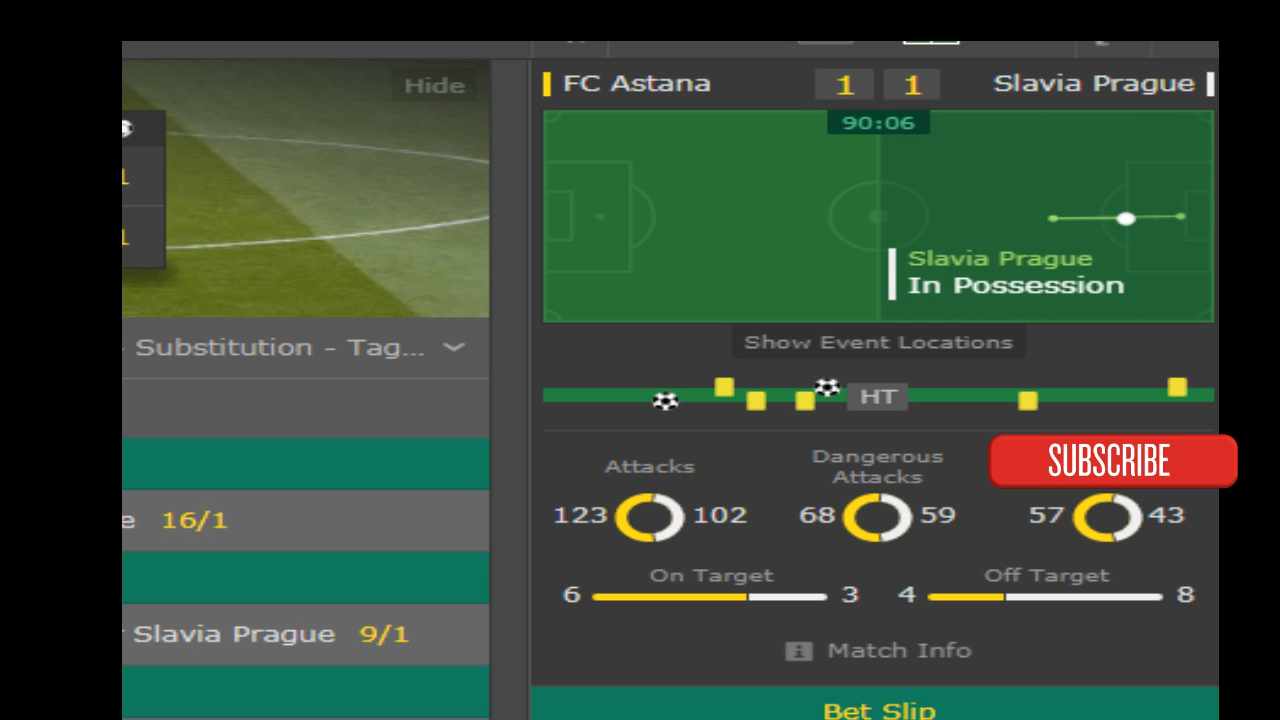 Hide
1
1
- Substitution - Tag...
e 16/1
Slavia Prague 9/1
FC Astana 1 1 Slavia Prague
90:06
Slavia Prague
In Possession
Show Event Locations
HT
Attacks
123 102
Dangerous
Attacks
68 59
SUBSCRIBE
57 43
On Target
6 3
Off Target
4 8
i Match Info
Bet Slip